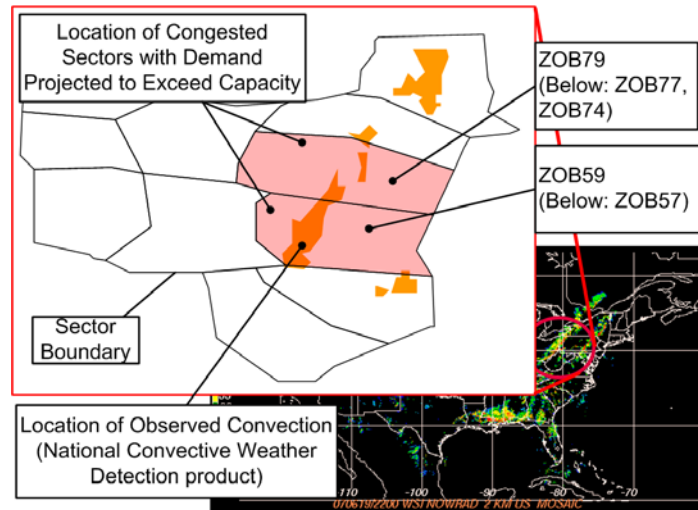 Location of Congested
Sectors with Demand
Projected to Exceed Capacity
ZOB79
(Below: ZOB77,
ZOB74)
ZOB59
(Below: ZOB57)
Sector
Boundary
Location of Observed Convection
(National Convective Weather
Detection product)
110
-100
-90
-80
-70
070619/2200 WSI NOWRAD 2 KM US MOSAIC